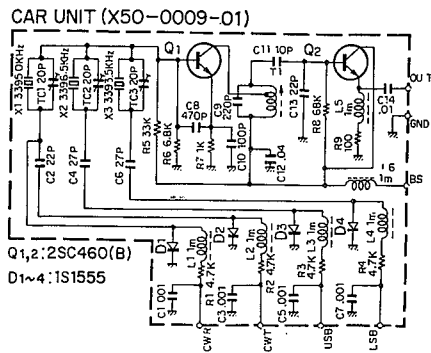 CAR UNIT (X50-0009-01)
X1 3395.0KHz
TC1 20P
X2 3396.5KHz
TC2 20P
X3 3393.5KHz
TC3 20P
Q1
C11 10P
T1
Q2
OUT
C14 .01
GND
BS
C2 22P
C4 27P
C6 27P
R5 33K
R6 6.8K
C8 470P
R7 1K
C9 220P
C10 100P
C12 .04
C13 22P
R8 68K
L5 1m
R9 100
L6 1m
D1
D2
D3
D4
L1 1m
L2 1m
L3 1m
L4 1m
Q1,2:2SC460(B)
D1~4:1S1555
C1 .001
R1 4.7K
C3 .001
R2 4.7K
C5 .001
R3 4.7K
C7 .001
R4 4.7K
CWR
CWT
USB
LSB